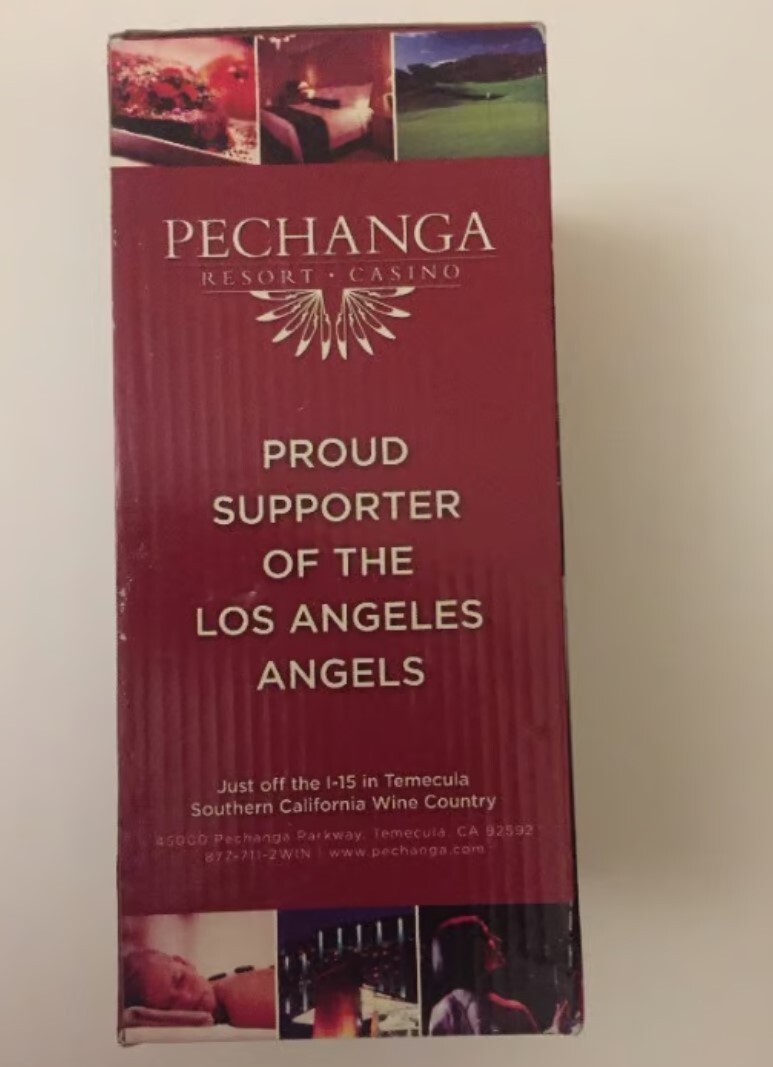 PECHANGA
RESORT · CASINO
PROUD
SUPPORTER
OF THE
LOS ANGELES
ANGELS
Just off the I-15 in Temecula
Southern California Wine Country
45000 Pechanga Parkway, Temecula, CA 92592
877-711-2WIN | www.pechanga.com